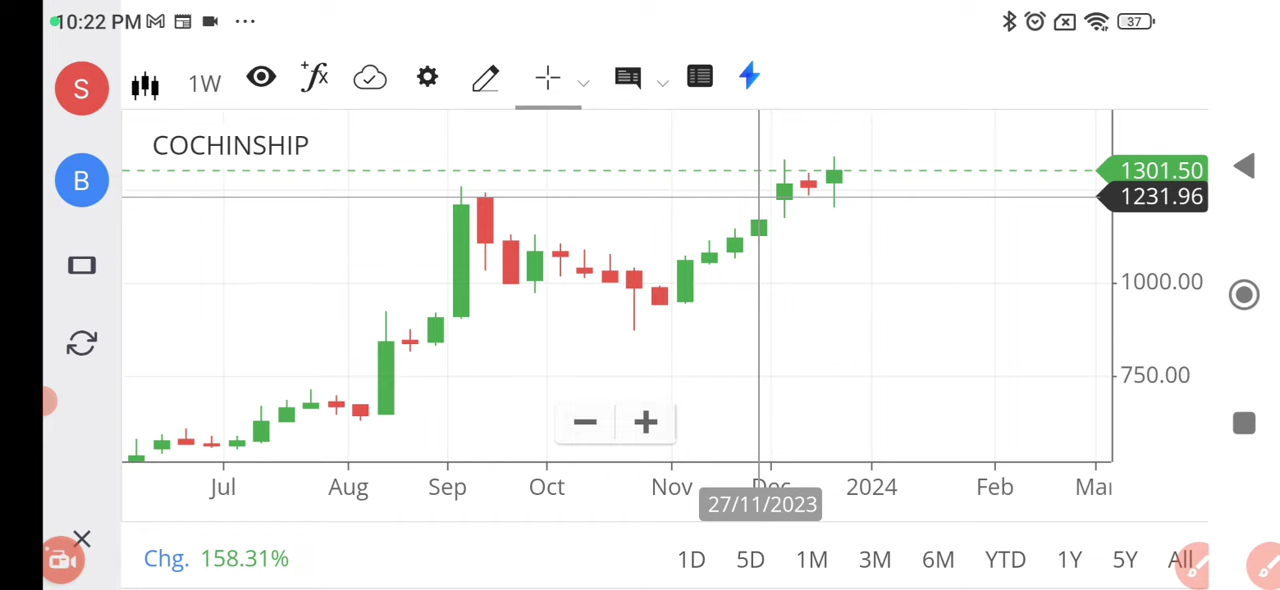 10:22 PM
37
S
1W
fx
COCHINSHIP
B
1301.50
1231.96
1000.00
750.00
Jul Aug Sep Oct Nov Dec 2024 Feb Mar
27/11/2023
Chg. 158.31% 1D 5D 1M 3M 6M YTD 1Y 5Y All